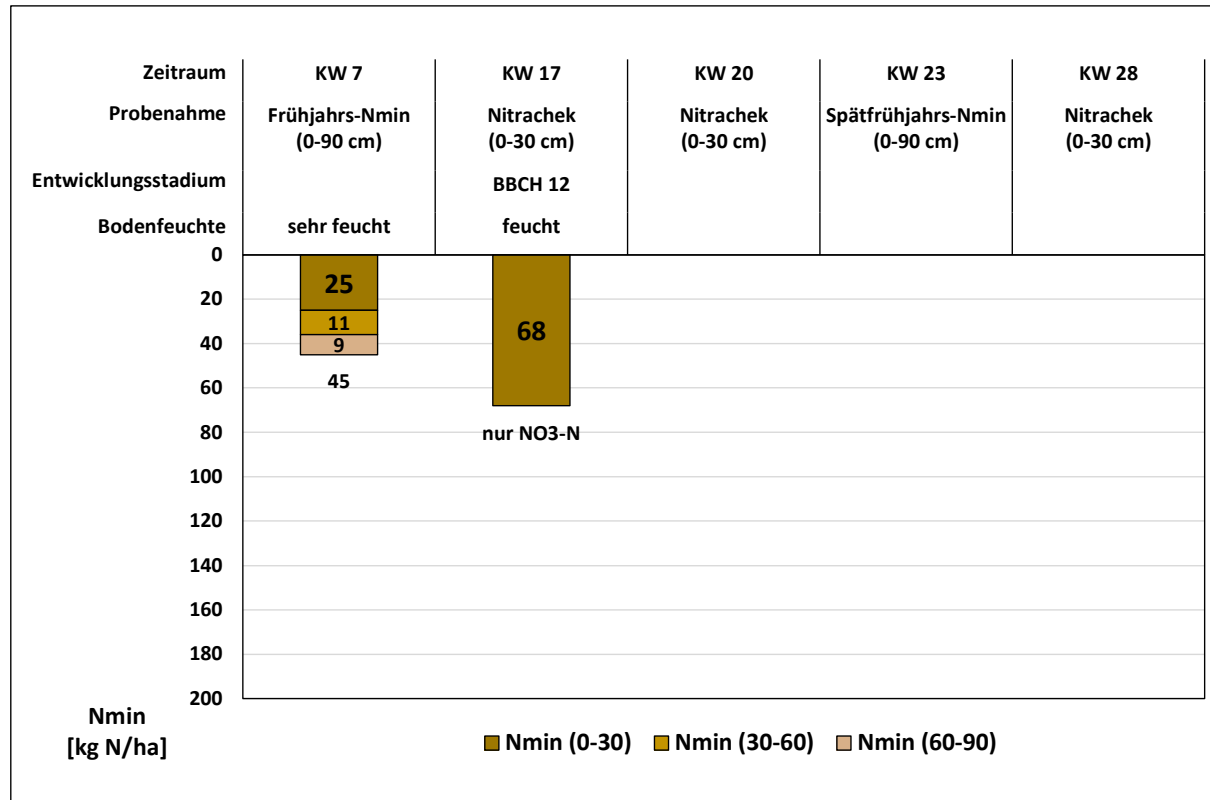 Zeitraum KW 7 KW 17 KW 20 KW 23 KW 28
Probenahme Frühjahrs-Nmin Nitrachek Nitrachek Spätfrühjahrs-Nmin Nitrachek
(0-90 cm) (0-30 cm) (0-30 cm) (0-90 cm) (0-30 cm)
Entwicklungsstadium BBCH 12
Bodenfeuchte sehr feucht feucht
0
25
20
11
40
9
45
60
68
80
nur NO3-N
100
120
140
160
180
200
Nmin
[kg N/ha]
Nmin (0-30) Nmin (30-60) Nmin (60-90)